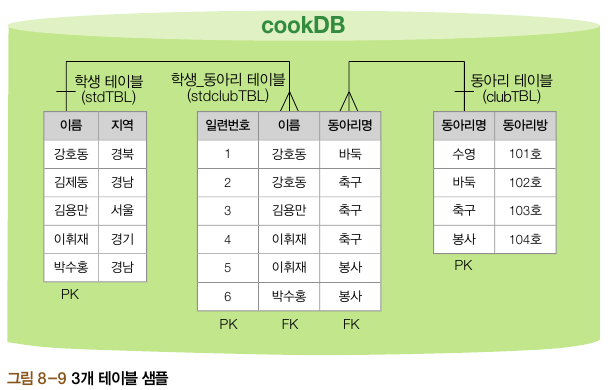 cookDB
학생 테이블
(stdTBL)
이름 지역
강호동 경북
김제동 경남
김용만 서울
이휘재 경기
박수홍 경남
PK
학생_동아리 테이블
(stdclubTBL)
일련번호 이름 동아리명
1 강호동 바둑
2 강호동 축구
3 김용만 축구
4 이휘재 축구
5 이휘재 봉사
6 박수홍 봉사
PK FK FK
동아리 테이블
(clubTBL)
동아리명 동아리방
수영 101호
바둑 102호
축구 103호
봉사 104호
PK
그림 8-9 3개 테이블 샘플